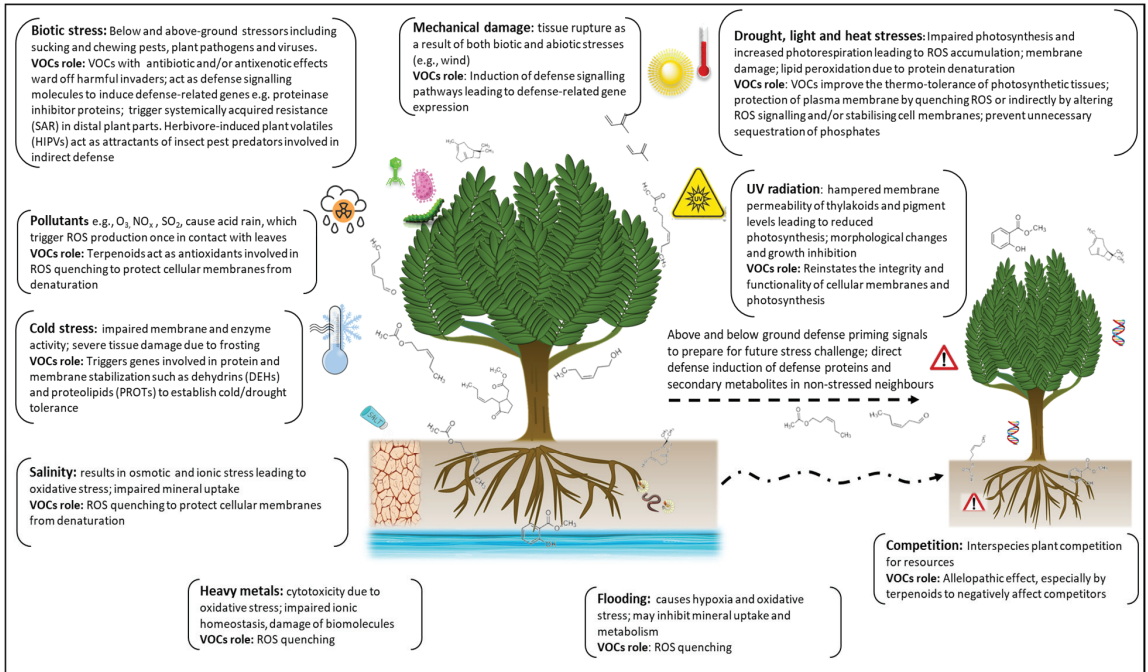 Biotic stress: Below and above-ground stressors including
sucking and chewing pests, plant pathogens and viruses.
VOCs role: VOCs with antibiotic and/or antixenotic effects
ward off harmful invaders; act as defense signalling
molecules to induce defense-related genes e.g. proteinase
inhibitor proteins; trigger systemically acquired resistance
(SAR) in distal plant parts. Herbivore-induced plant volatiles
(HIPVs) act as attractants of insect pest predators involved in
indirect defense
Mechanical damage: tissue rupture as
a result of both biotic and abiotic stresses
(e.g., wind)
VOCs role: Induction of defense signalling
pathways leading to defense-related gene
expression
Drought, light and heat stresses: Impaired photosynthesis and
increased photorespiration leading to ROS accumulation; membrane
damage; lipid peroxidation due to protein denaturation
VOCs role: VOCs improve the thermo-tolerance of photosynthetic tissues;
protection of plasma membrane by quenching ROS or indirectly by altering
ROS signalling and/or stabilising cell membranes; prevent unnecessary
sequestration of phosphates
Pollutants e.g., O3, NOx , SO2, cause acid rain, which
trigger ROS production once in contact with leaves
VOCs role: Terpenoids act as antioxidants involved in
ROS quenching to protect cellular membranes from
denaturation
UV
UV radiation: hampered membrane
permeability of thylakoids and pigment
levels leading to reduced
photosynthesis; morphological changes
and growth inhibition
VOCs role: Reinstates the integrity and
functionality of cellular membranes and
photosynthesis
Cold stress: impaired membrane and enzyme
activity; severe tissue damage due to frosting
VOCs role: Triggers genes involved in protein and
membrane stabilization such as dehydrins (DEHs)
and proteolipids (PROTs) to establish cold/drought
tolerance
Above and below ground defense priming signals
to prepare for future stress challenge; direct
defense induction of defense proteins and
secondary metabolites in non-stressed neighbours
SALT
Salinity: results in osmotic and ionic stress leading to
oxidative stress; impaired mineral uptake
VOCs role: ROS quenching to protect cellular membranes
from denaturation
Competition: Interspecies plant competition
for resources
VOCs role: Allelopathic effect, especially by
terpenoids to negatively affect competitors
Heavy metals: cytotoxicity due to
oxidative stress; impaired ionic
homeostasis, damage of biomolecules
VOCs role: ROS quenching
Flooding: causes hypoxia and oxidative
stress; may inhibit mineral uptake and
metabolism
VOCs role: ROS quenching